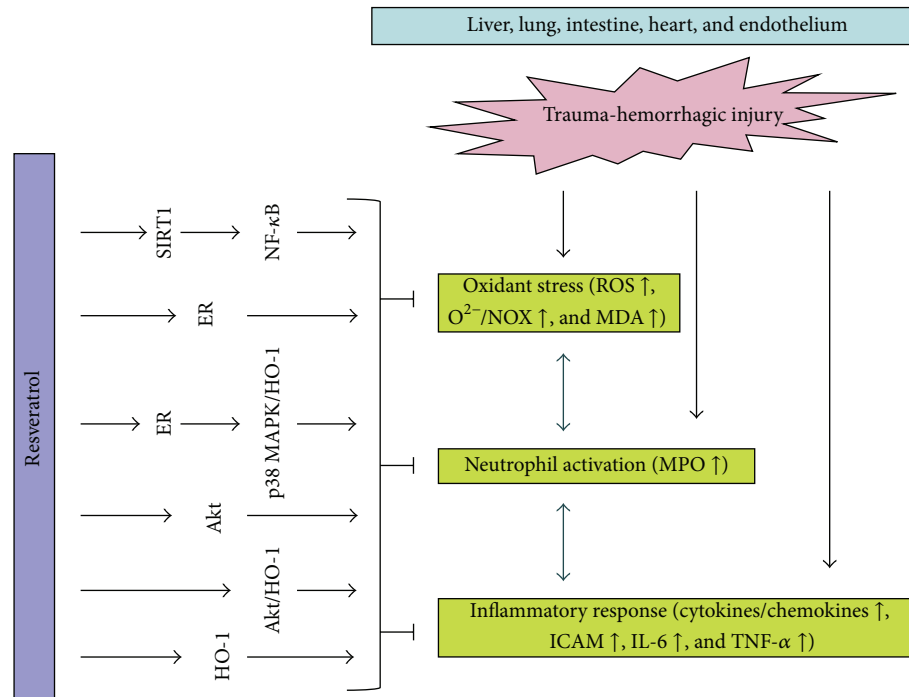 Liver, lung, intestine, heart, and endothelium
Trauma-hemorrhagic injury
Resveratrol
SIRT1
NF-κB
ER
ER
p38 MAPK/HO-1
Akt
Akt/HO-1
HO-1
Oxidant stress (ROS ↑,
O²⁻/NOX ↑, and MDA ↑)
Neutrophil activation (MPO ↑)
Inflammatory response (cytokines/chemokines ↑,
ICAM ↑, IL-6 ↑, and TNF-α ↑)